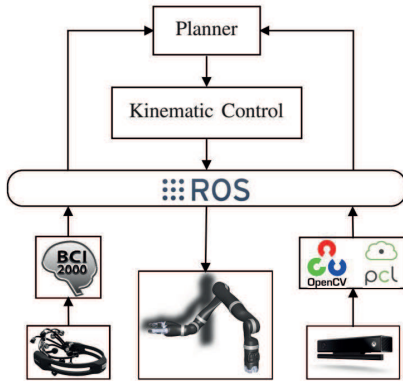 Planner
Kinematic Control
ROS
BCI
2000
OpenCV
pcl